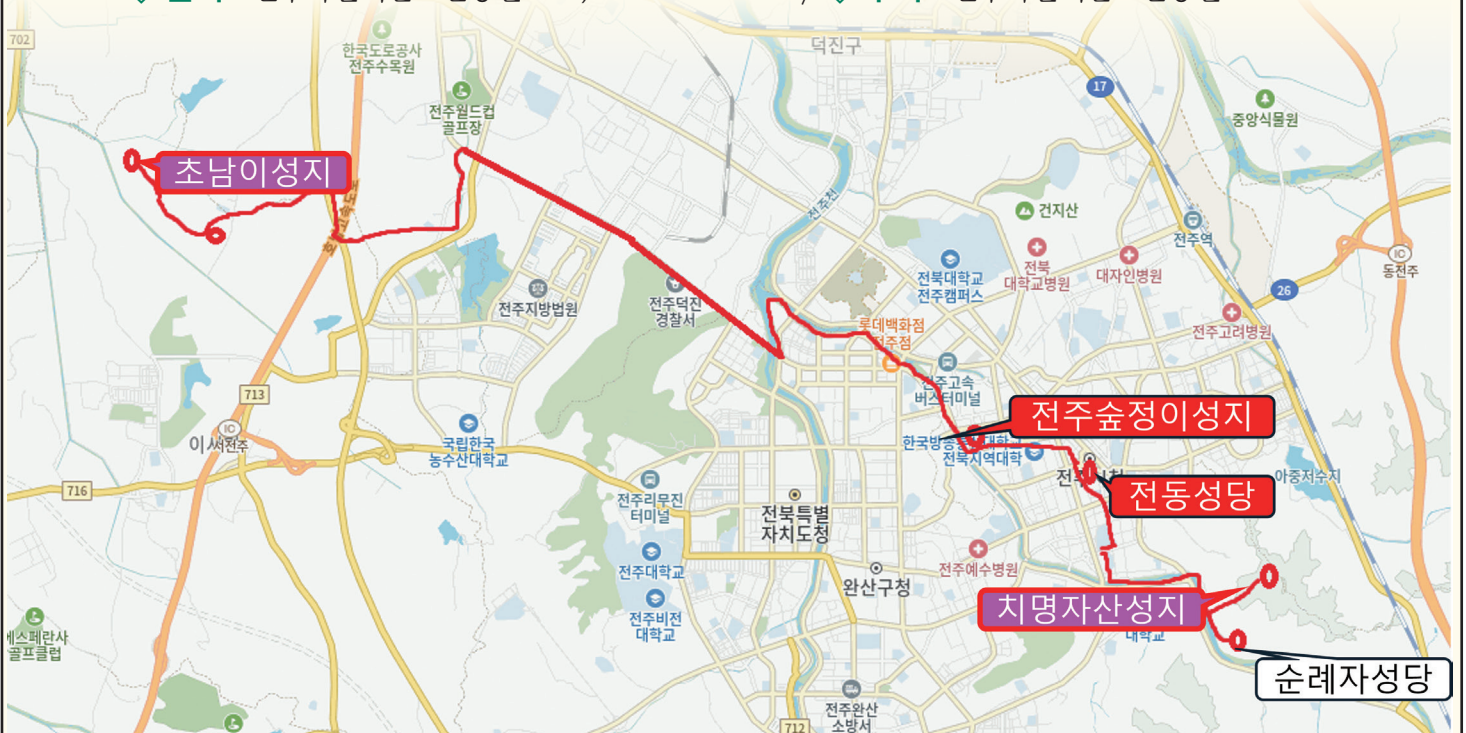 702
한국도로공사
전주수목원
덕진구
17
전주월드컵
골프장
중앙식물원
초남이성지
전주천
건지산
전주역
전북대학교
전주캠퍼스
전북
대학교병원
대자인병원
IC
동전주
26
전주지방법원
전주덕진
경찰서
전주고려병원
롯데백화점
전주점
전주고속
버스터미널
713
전주숲정이성지
IC
서전주
국립한국
농수산대학교
전북지역대학
716
전주리무진
터미널
전북특별
자치도청
전동성당
아중저수지
전주대학교
완산구청
전주예수병원
치명자산성지
대학교
전주비전
대학교
에스페란사
골프클럽
순례자성당
전주완산
소방서
712